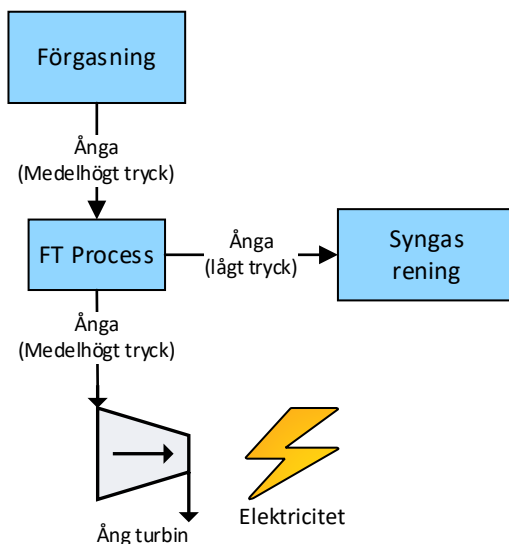 Förgasning
Ånga
(Medelhögt tryck)
FT Process
Ånga
(lågt tryck)
Syngas
rening
Ånga
(Medelhögt tryck)
Elektricitet
Ång turbin